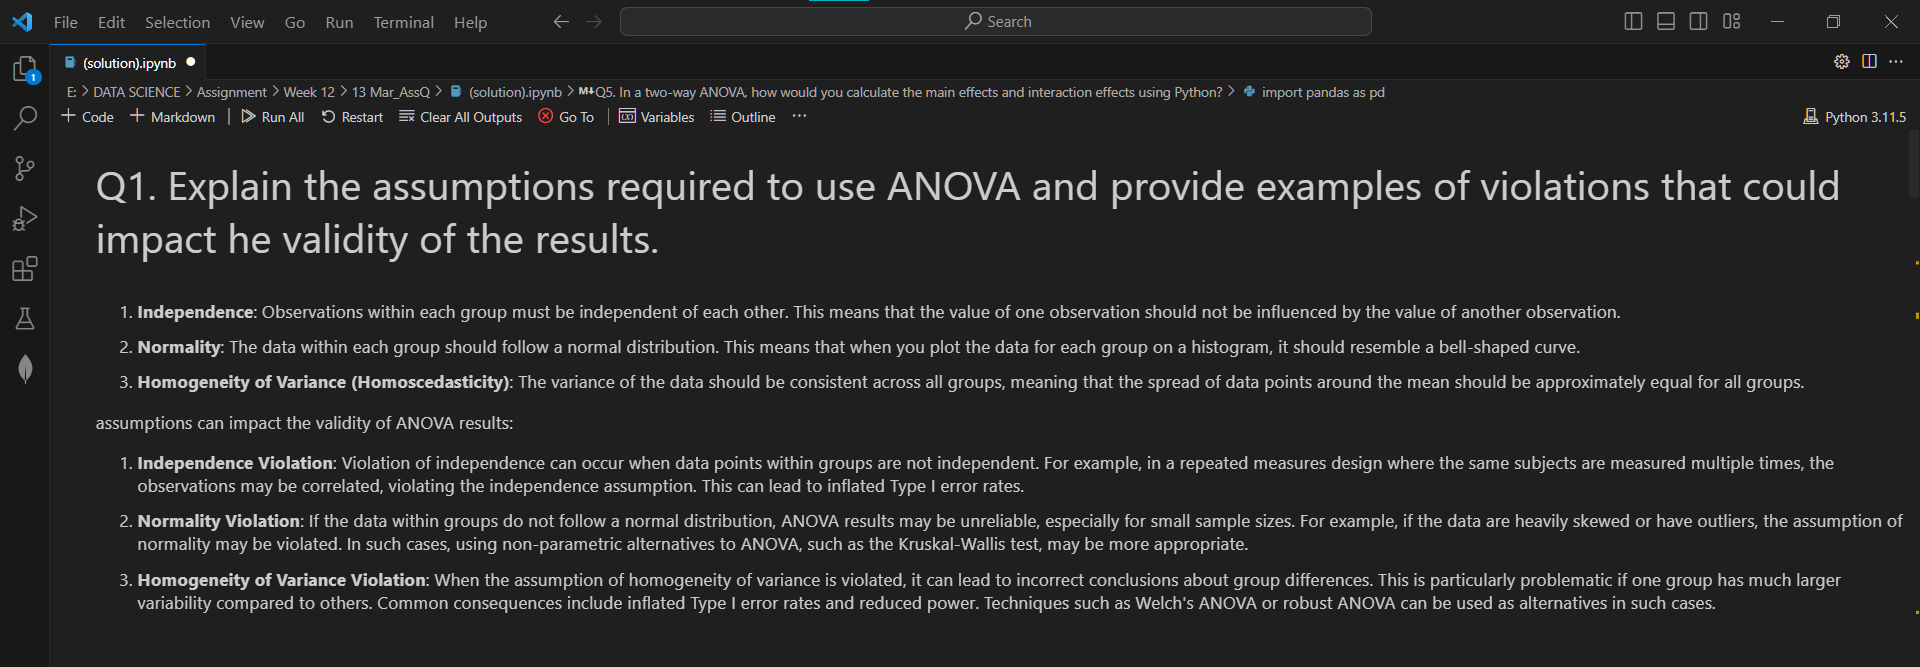 File Edit Selection View Go Run Terminal Help Search
(solution).ipynb
1
E: > DATA SCIENCE > Assignment > Week 12 > 13 Mar_AssQ > (solution).ipynb > M↓Q5. In a two-way ANOVA, how would you calculate the main effects and interaction effects using Python? > import pandas as pd
+ Code + Markdown | Run All Restart Clear All Outputs Go To | Variables Outline ··· Python 3.11.5
Q1. Explain the assumptions required to use ANOVA and provide examples of violations that could
impact he validity of the results.
1. Independence: Observations within each group must be independent of each other. This means that the value of one observation should not be influenced by the value of another observation.
2. Normality: The data within each group should follow a normal distribution. This means that when you plot the data for each group on a histogram, it should resemble a bell-shaped curve.
3. Homogeneity of Variance (Homoscedasticity): The variance of the data should be consistent across all groups, meaning that the spread of data points around the mean should be approximately equal for all groups.
assumptions can impact the validity of ANOVA results:
1. Independence Violation: Violation of independence can occur when data points within groups are not independent. For example, in a repeated measures design where the same subjects are measured multiple times, the
observations may be correlated, violating the independence assumption. This can lead to inflated Type I error rates.
2. Normality Violation: If the data within groups do not follow a normal distribution, ANOVA results may be unreliable, especially for small sample sizes. For example, if the data are heavily skewed or have outliers, the assumption of
normality may be violated. In such cases, using non-parametric alternatives to ANOVA, such as the Kruskal-Wallis test, may be more appropriate.
3. Homogeneity of Variance Violation: When the assumption of homogeneity of variance is violated, it can lead to incorrect conclusions about group differences. This is particularly problematic if one group has much larger
variability compared to others. Common consequences include inflated Type I error rates and reduced power. Techniques such as Welch's ANOVA or robust ANOVA can be used as alternatives in such cases.